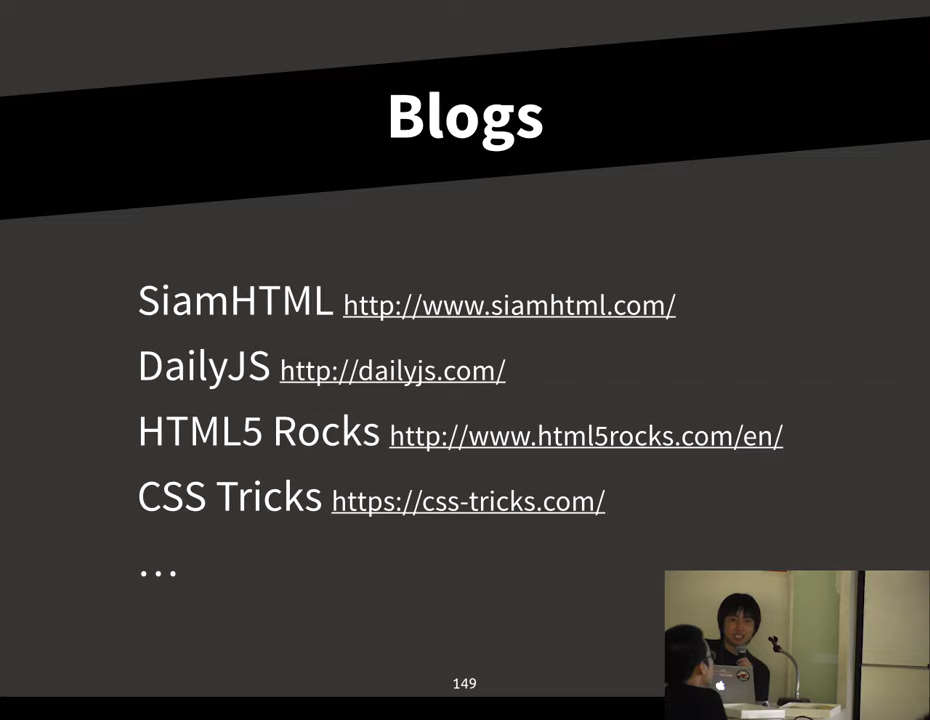 Blogs
SiamHTML http://www.siamhtml.com/
DailyJS http://dailyjs.com/
HTML5 Rocks http://www.html5rocks.com/en/
CSS Tricks https://css-tricks.com/
…
149